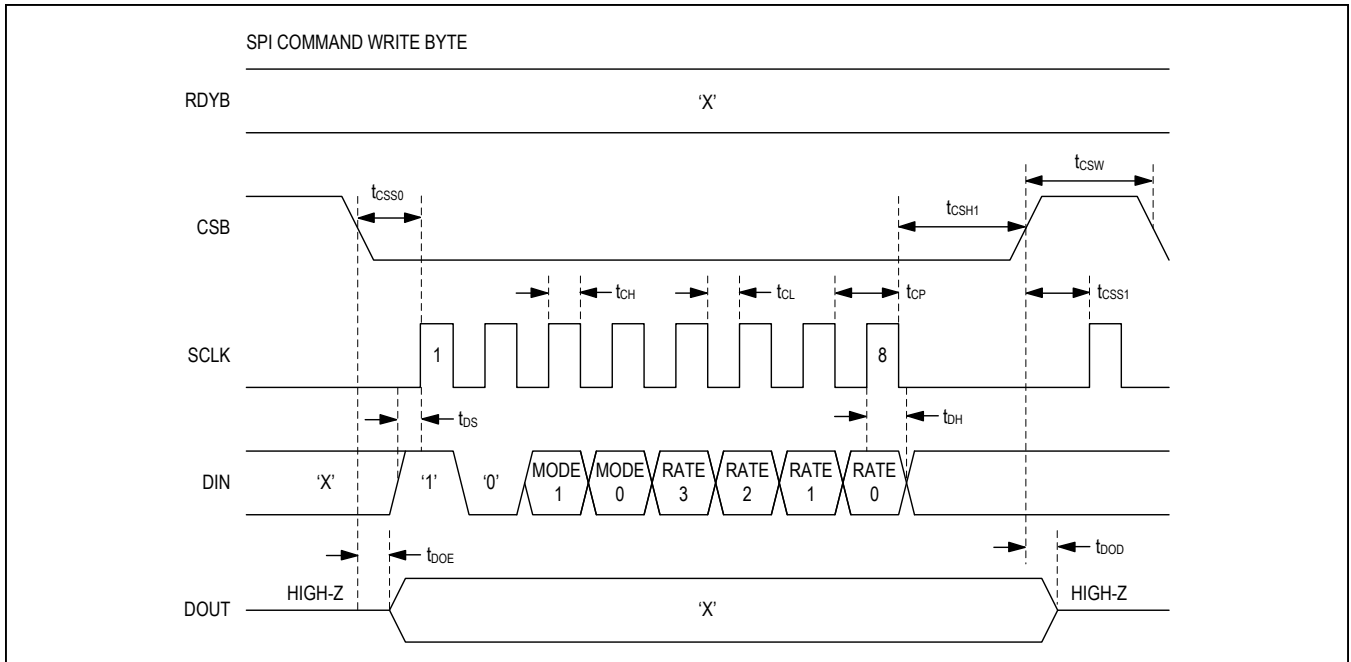 SPI COMMAND WRITE BYTE
RDYB
‘X’
tCSW
tCSS0
tCSH1
CSB
tCH
tCL
tCP
tCSS1
SCLK
1
8
tDS
tDH
DIN
‘X’
‘1’
‘0’
MODE
1
MODE
0
RATE
3
RATE
2
RATE
1
RATE
0
tDOE
tDOD
HIGH-Z
HIGH-Z
DOUT
‘X’